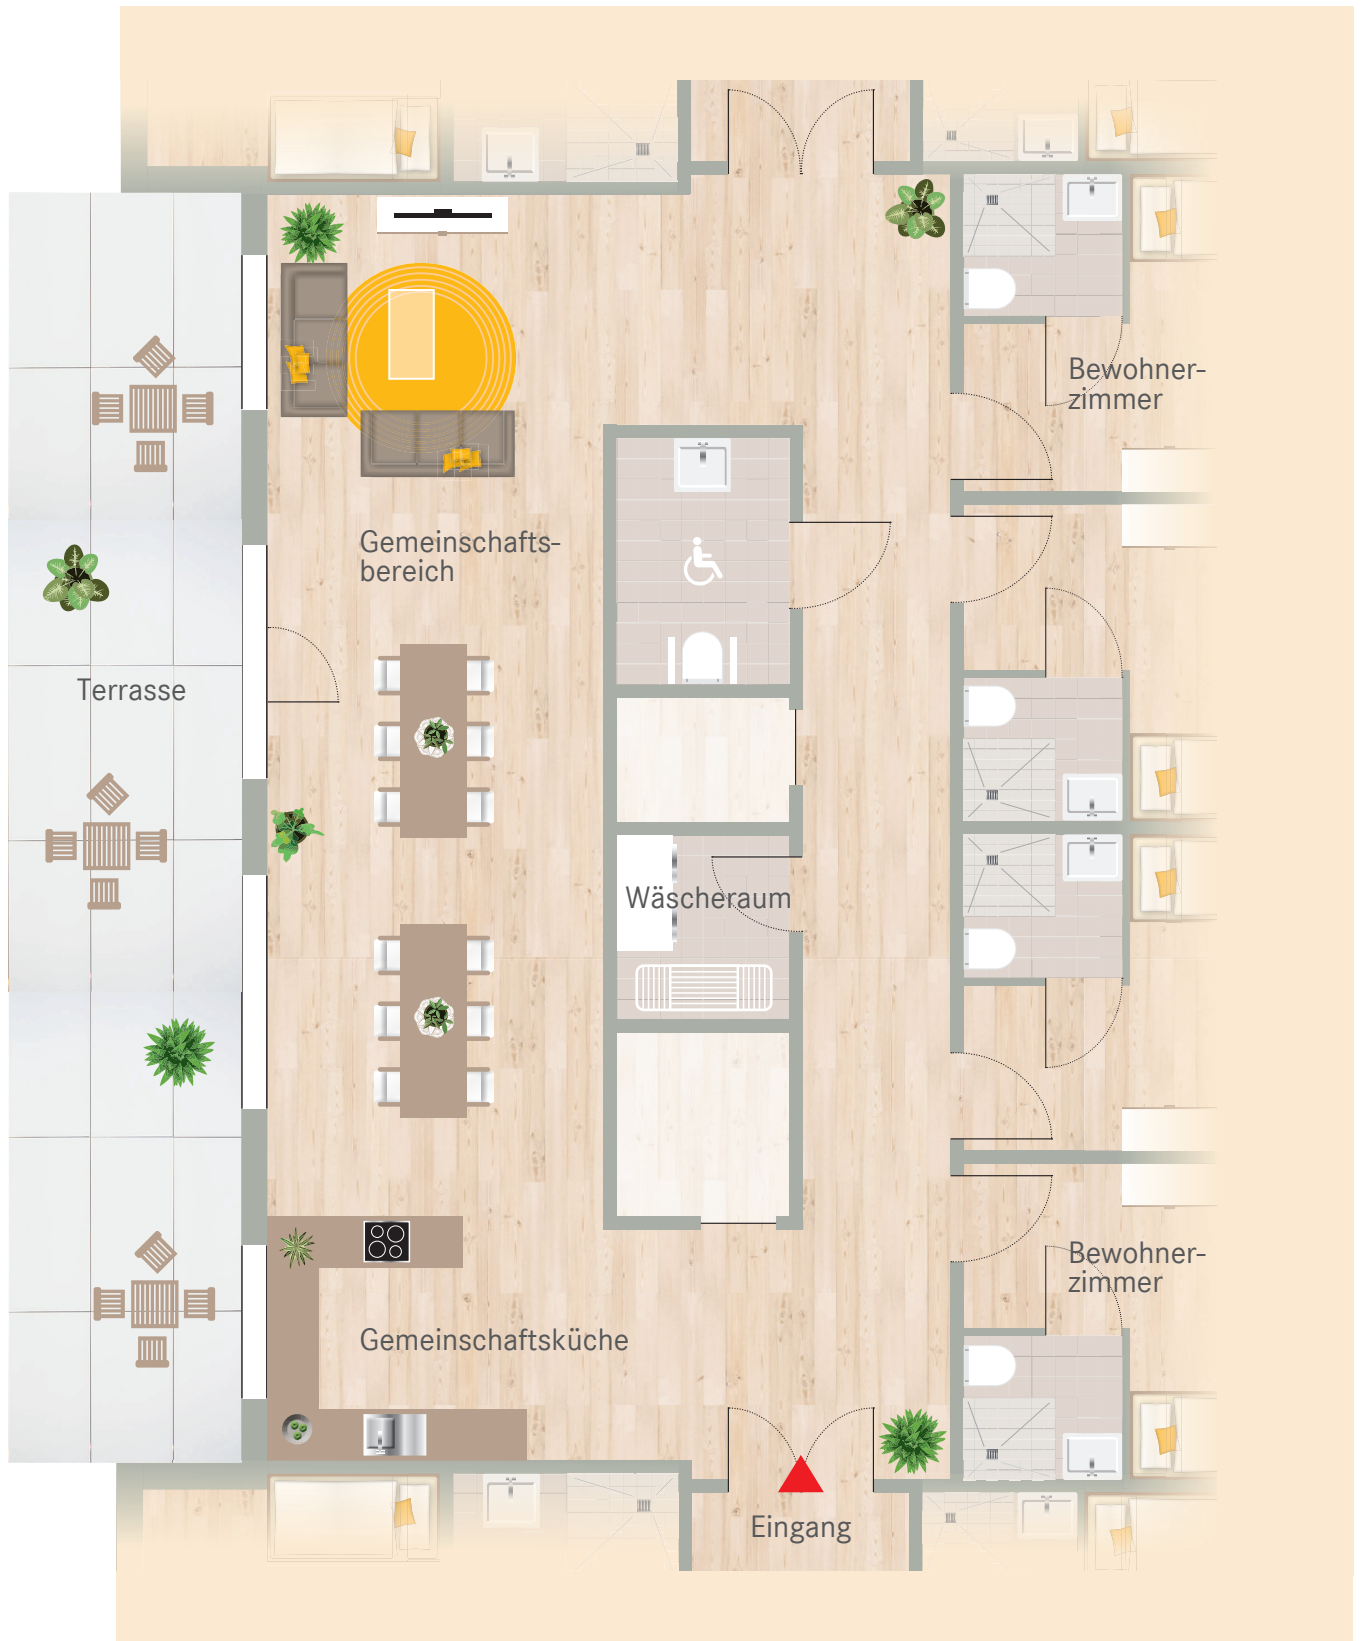 Bewohner-
zimmer
Gemeinschafts-
bereich
Terrasse
Wäscheraum
Bewohner-
zimmer
Gemeinschaftsküche
Eingang